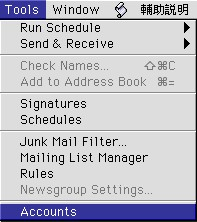 Tools Window 輔助説明
Run Schedule
Send & Receive
Check Names... ⇧⌘C
Add to Address Book ⌘=
Signatures
Schedules
Junk Mail Filter...
Mailing List Manager
Rules
Newsgroup Settings...
Accounts